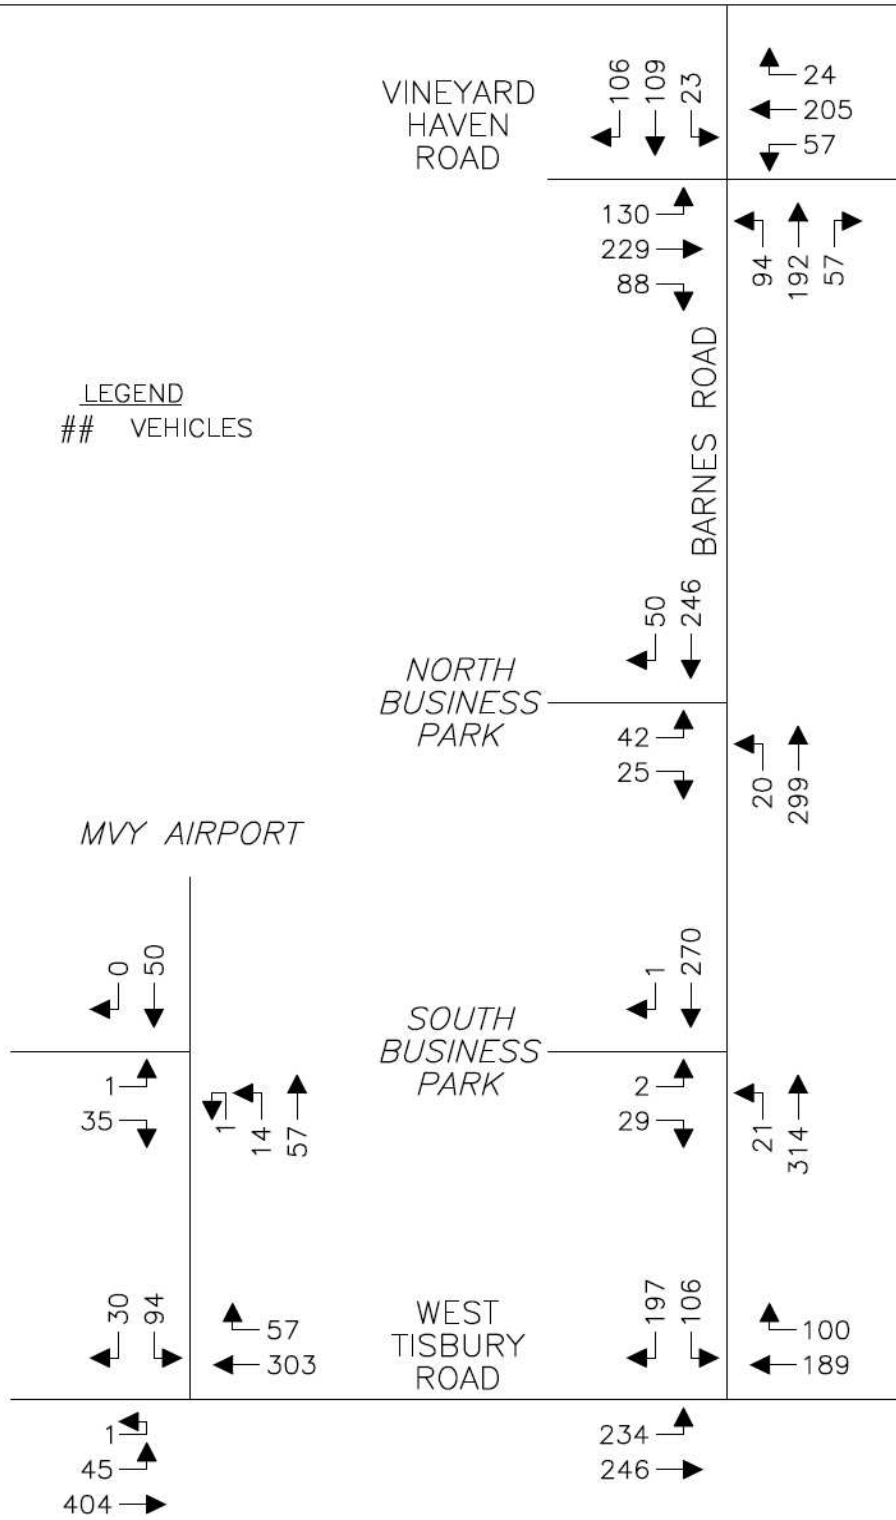 106 109 23
24
205
57
VINEYARD
HAVEN
ROAD
130
229
88
94 192 57
BARNES ROAD
LEGEND
## VEHICLES
50 246
NORTH
BUSINESS
PARK
42
25
20 299
MVY AIRPORT
0 50
1
35
1 14 57
1 270
SOUTH
BUSINESS
PARK
2
29
21 314
30 94
57
303
WEST
TISBURY
ROAD
197 106
100
189
1
45
404
234
246